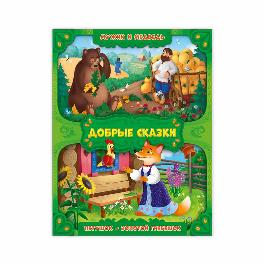 МУЖИК И МЕДВЕДЬ
ДОБРЫЕ СКАЗКИ
ПЕТУШОК - ЗОЛОТОЙ ГРЕБЕШОК